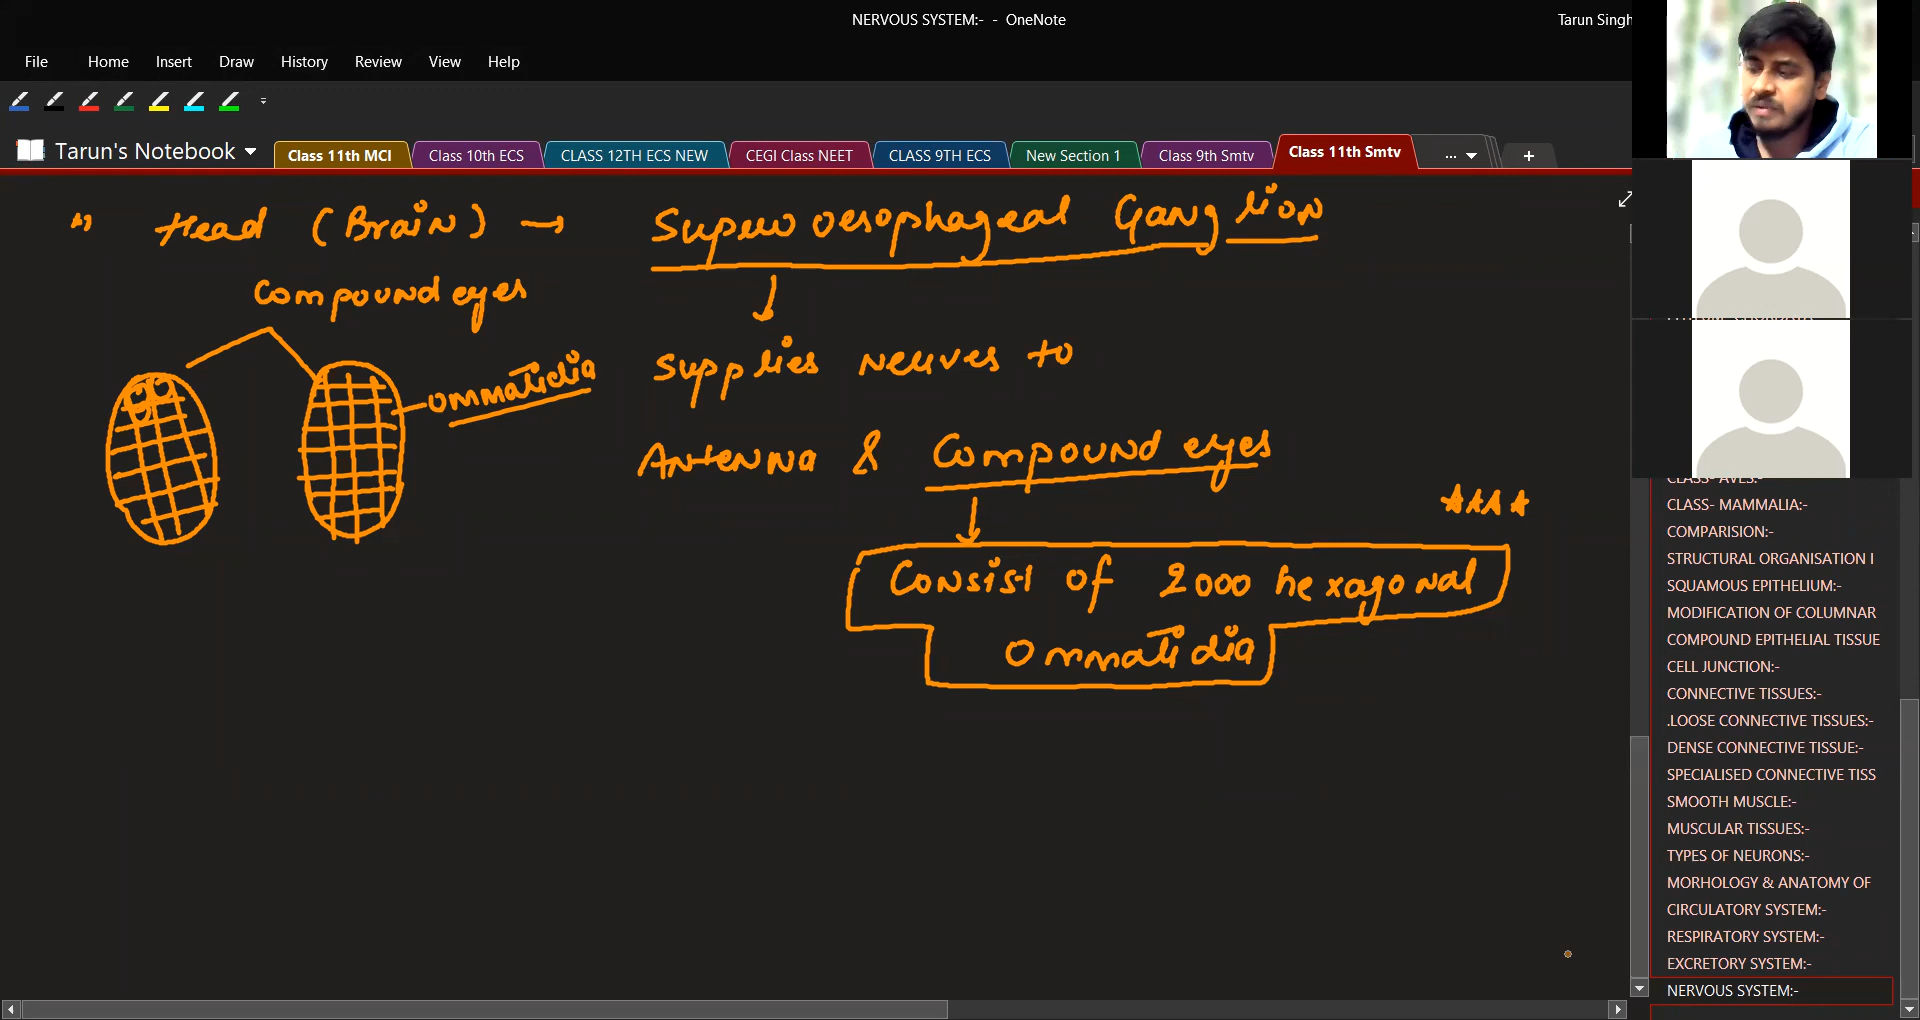 NERVOUS SYSTEM:- - OneNote
Tarun Singh
File Home Insert Draw History Review View Help
Tarun's Notebook
Class 11th MCI
Class 10th ECS
CLASS 12TH ECS NEW
CEGI Class NEET
CLASS 9TH ECS
New Section 1
Class 9th Smtv
Class 11th Smtv
...
+
Head (Brain) → Supra oesophageal Ganglion
Compound eyes
ommatidia
Supplies nerves to
Antenna & Compound eyes
Consist of 2000 hexagonal
Ommatidia
CLASS- AVES:-
CLASS- MAMMALIA:-
COMPARISION:-
STRUCTURAL ORGANISATION I
SQUAMOUS EPITHELIUM:-
MODIFICATION OF COLUMNAR
COMPOUND EPITHELIAL TISSUE
CELL JUNCTION:-
CONNECTIVE TISSUES:-
.LOOSE CONNECTIVE TISSUES:-
DENSE CONNECTIVE TISSUE:-
SPECIALISED CONNECTIVE TISS
SMOOTH MUSCLE:-
MUSCULAR TISSUES:-
TYPES OF NEURONS:-
MORHOLOGY & ANATOMY OF
CIRCULATORY SYSTEM:-
RESPIRATORY SYSTEM:-
EXCRETORY SYSTEM:-
NERVOUS SYSTEM:-